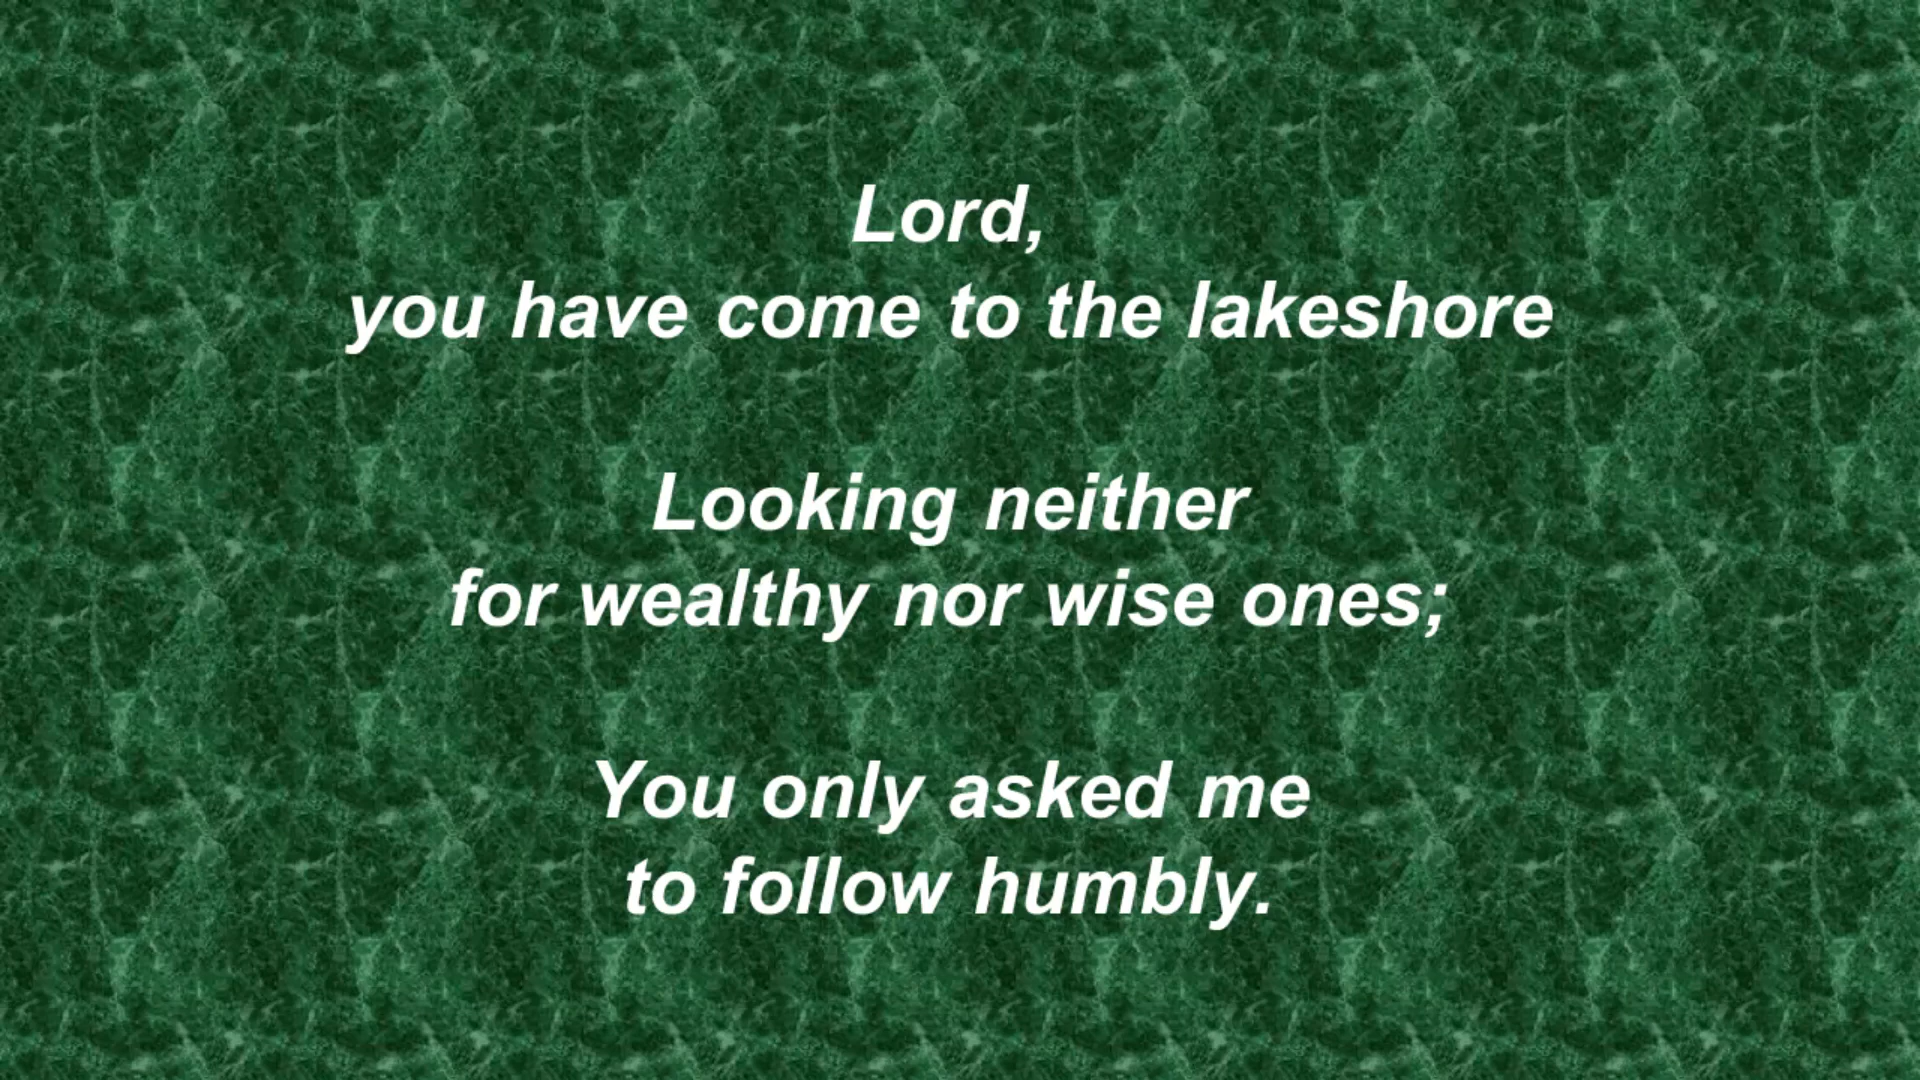 Lord,
you have come to the lakeshore
Looking neither
for wealthy nor wise ones;
You only asked me
to follow humbly.